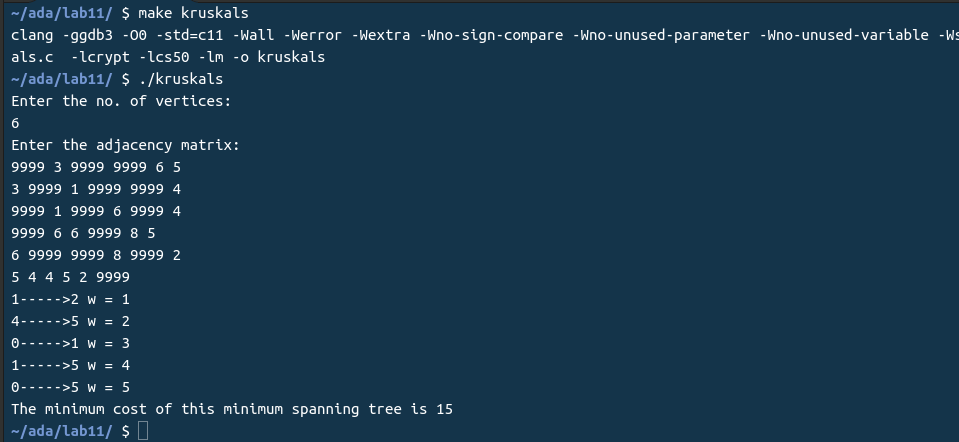 ~/ada/lab11/ $ make kruskals
clang -ggdb3 -O0 -std=c11 -Wall -Werror -Wextra -Wno-sign-compare -Wno-unused-parameter -Wno-unused-variable -Ws
als.c  -lcrypt -lcs50 -lm -o kruskals
~/ada/lab11/ $ ./kruskals
Enter the no. of vertices:
6
Enter the adjacency matrix:
9999 3 9999 9999 6 5
3 9999 1 9999 9999 4
9999 1 9999 6 9999 4
9999 6 6 9999 8 5
6 9999 9999 8 9999 2
5 4 4 5 2 9999
1----->2 w = 1
4----->5 w = 2
0----->1 w = 3
1----->5 w = 4
0----->5 w = 5
The minimum cost of this minimum spanning tree is 15
~/ada/lab11/ $